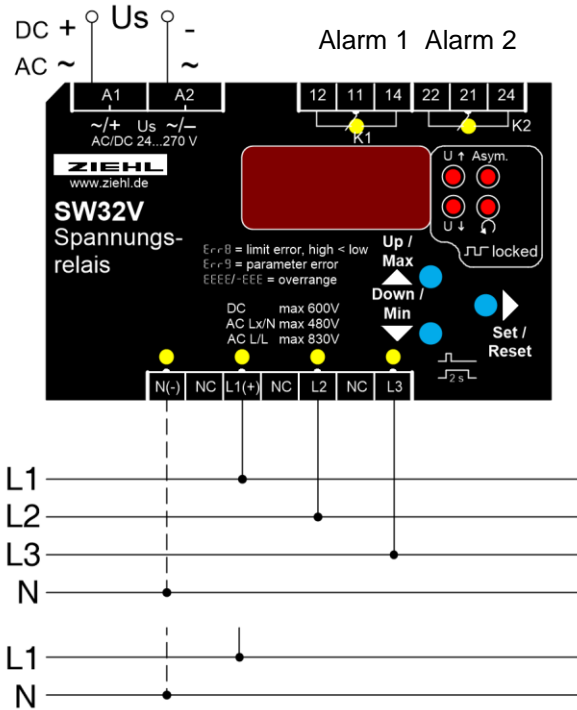 DC + Us -
AC ~ ~
Alarm 1 Alarm 2
A1 A2
12 11 14 22 21 24
~/+ Us ~/–
AC/DC 24...270 V
K1 K2
ZIEHL
www.ziehl.de
U ↑ Asym.
U ↓
locked
SW32V
Spannungs-
relais
Err8 = limit error, high < low
Err9 = parameter error
EEEE/-EEE = overrange
Up /
Max
Down /
Min
Set /
Reset
DC max 600V
AC Lx/N max 480V
AC L/L max 830V
2 s
N(-) NC L1(+) NC L2 NC L3
L1
L2
L3
N
L1
N